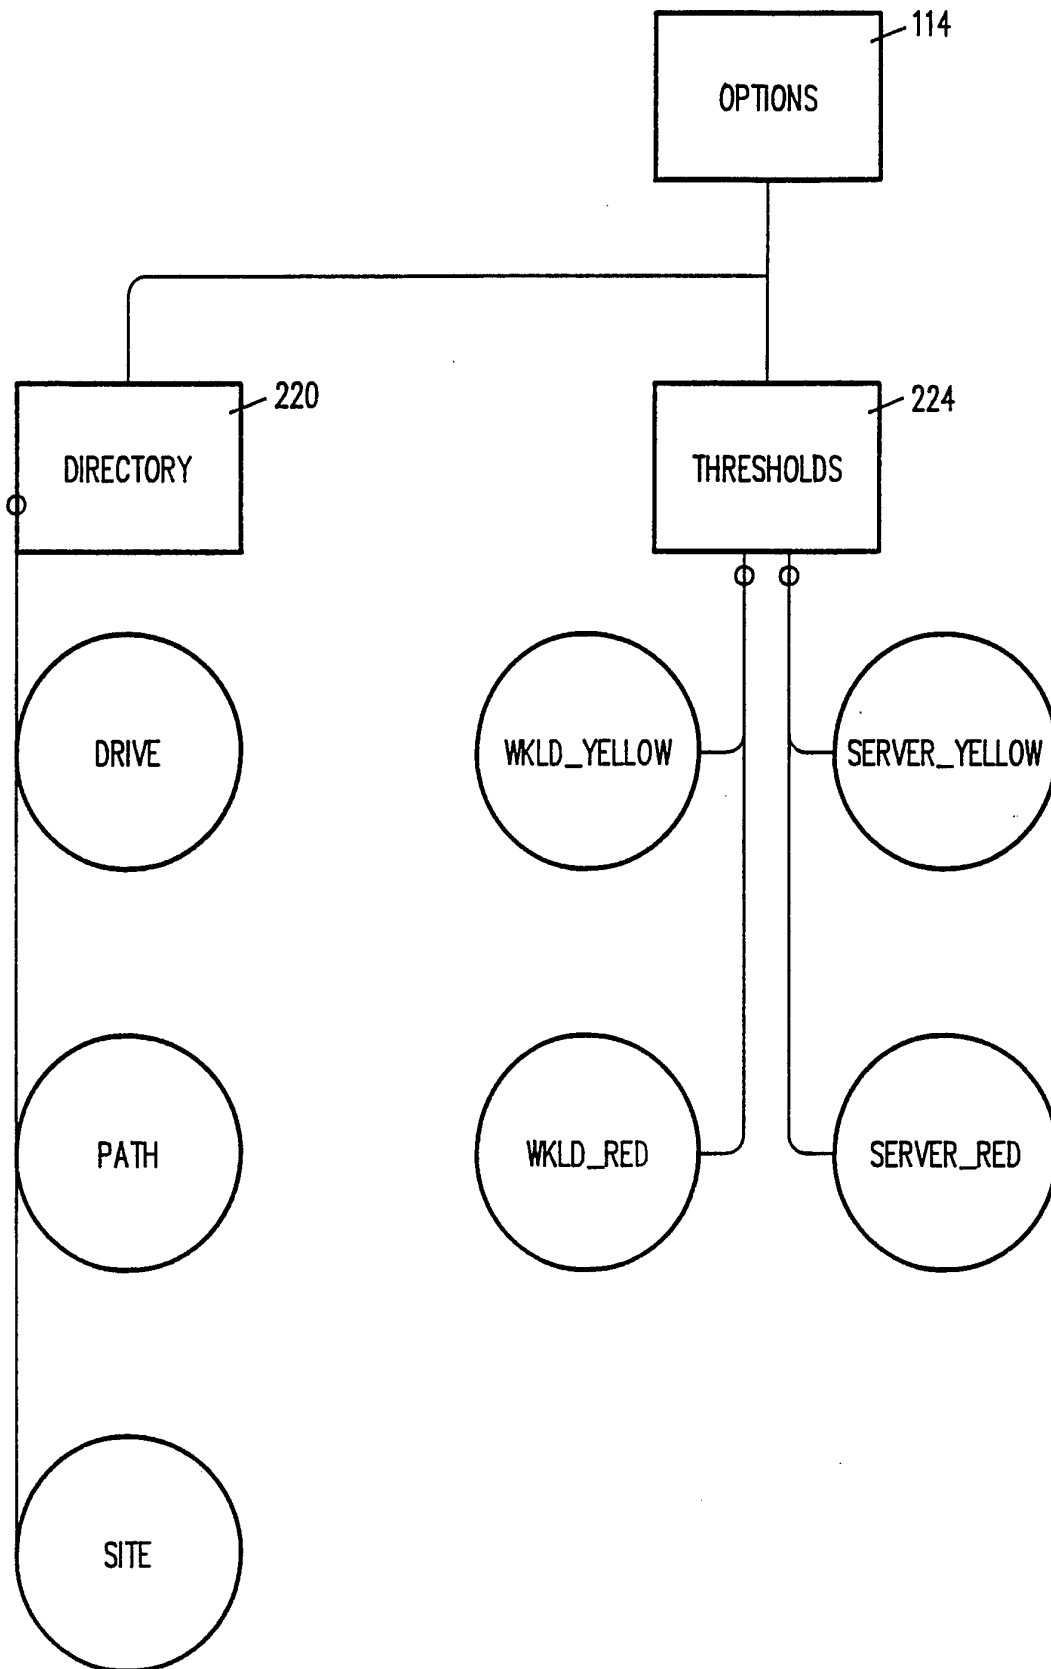 114
OPTIONS
220
224
DIRECTORY
THRESHOLDS
DRIVE
WKLD_YELLOW
SERVER_YELLOW
PATH
WKLD_RED
SERVER_RED
SITE